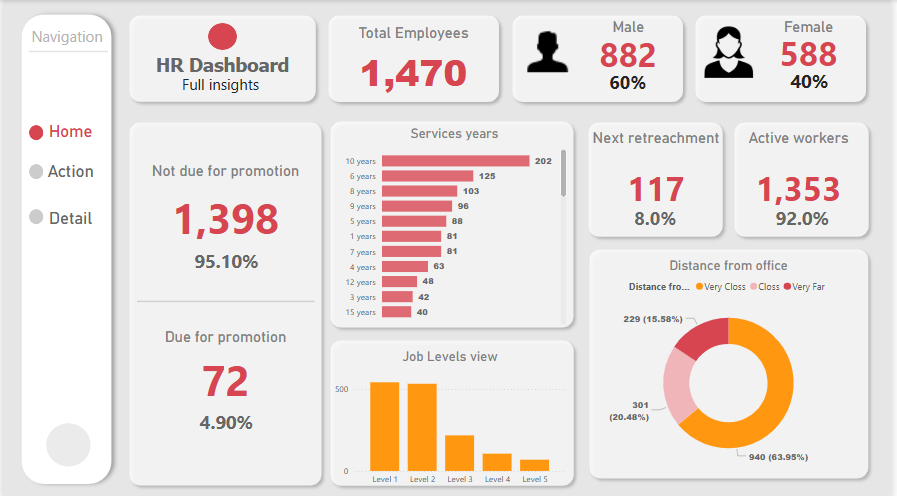 Navigation
Home
Action
Detail
HR Dashboard
Full insights
Total Employees
1,470
Male
882
60%
Female
588
40%
Not due for promotion
1,398
95.10%
Due for promotion
72
4.90%
Services years
10 years 202
6 years 125
8 years 103
9 years 96
5 years 88
1 years 81
7 years 81
4 years 63
12 years 48
3 years 42
15 years 40
Job Levels view
500
0
Level 1 Level 2 Level 3 Level 4 Level 5
Next retreachment
117
8.0%
Active workers
1,353
92.0%
Distance from office
Distance fro... Very Closs Closs Very Far
229 (15.58%)
301
(20.48%)
940 (63.95%)